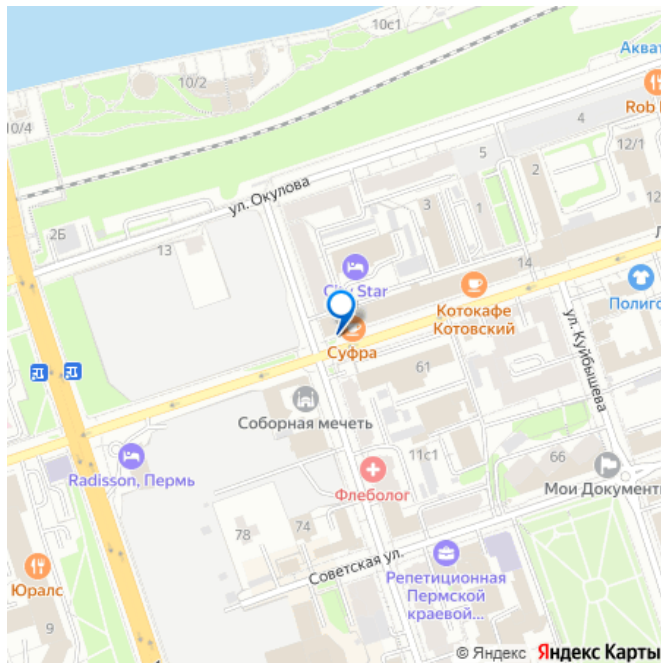 10с1
10/2
Акват
Rob
10/4
4
12/1
5
2
ул. Окулова
12
3
1
2Б
13
14
City Star
Котокафе
Котовский
Полиго
ул. Куйбышева
Суфра
61
Соборная мечеть
11с1
66
Radisson, Пермь
Флеболог
Мои Документ
78
74
Советская ул.
Репетиционная
Пермской
краевой...
Юралс
9
© Яндекс Яндекс Карты